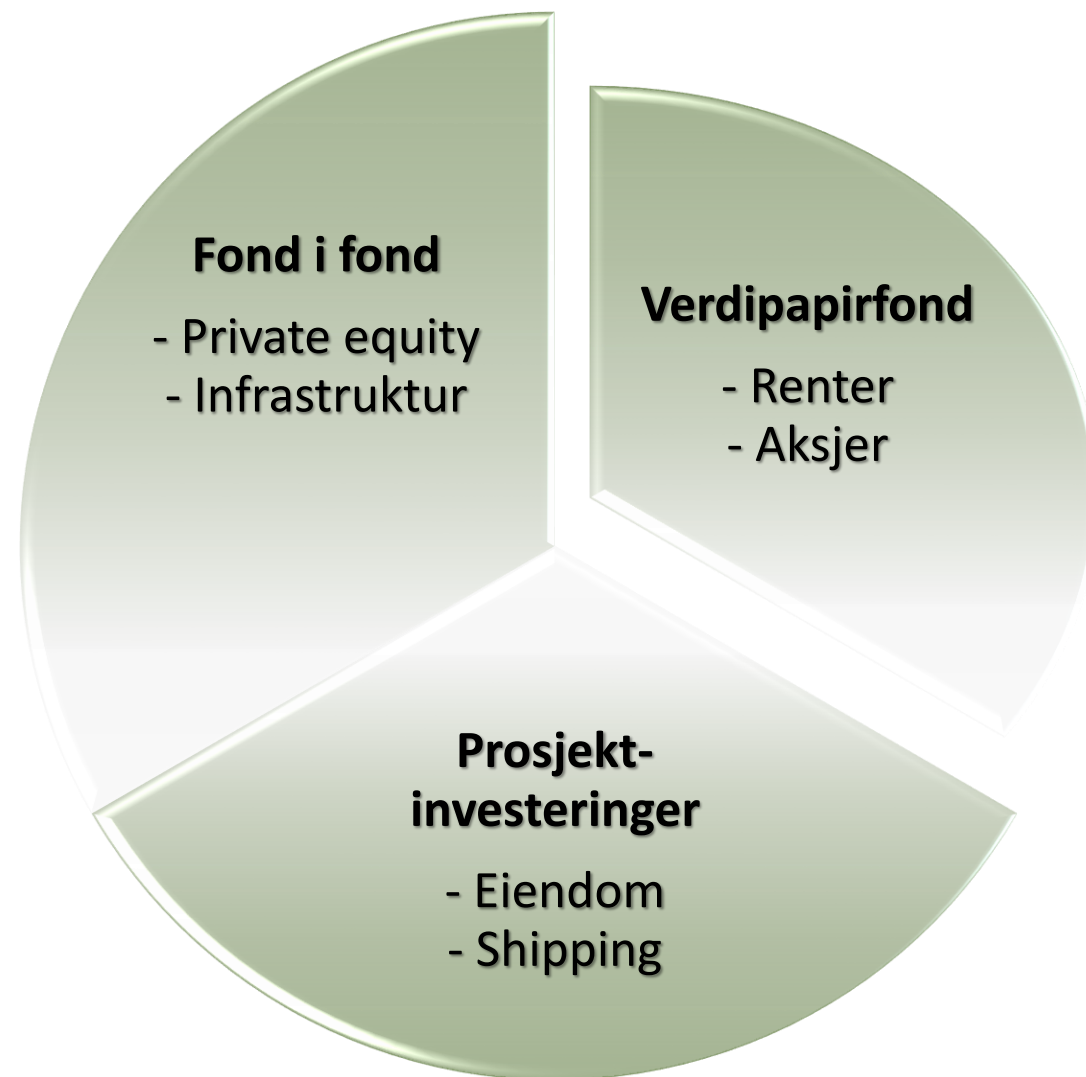 Fond i fond
- Private equity
- Infrastruktur
Verdipapirfond
- Renter
- Aksjer
Prosjekt-
investeringer
- Eiendom
- Shipping